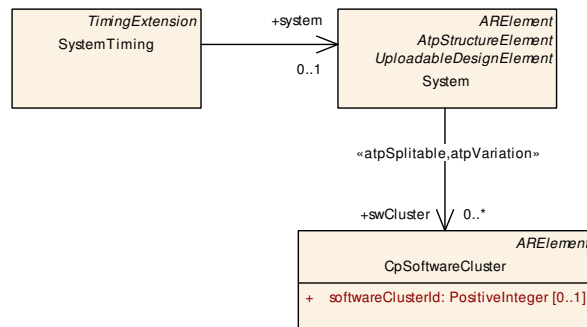 TimingExtension
SystemTiming
+system
0..1
ARElement
AtpStructureElement
UploadableDesignElement
System
«atpSplitable,atpVariation»
+swCluster
0..*
ARElement
CpSoftwareCluster
+ softwareClusterId: PositiveInteger [0..1]